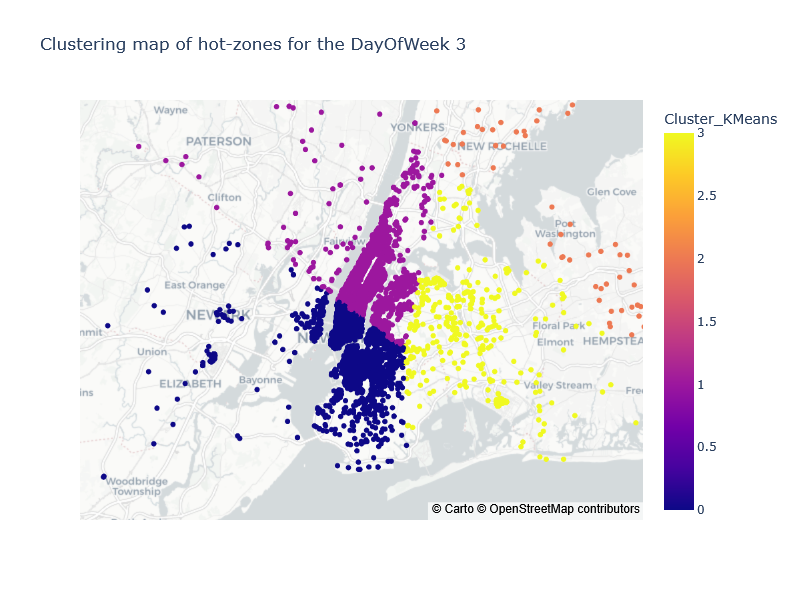 Clustering map of hot-zones for the DayOfWeek 3
Cluster_KMeans
3
2.5
2
1.5
1
0.5
0
Wayne
YONKERS
PATERSON
NEW ROCHELLE
Glen Cove
Clifton
Port
Washington
East Orange
Floral Park
Elmont
HEMPSTEA
Union
Bayonne
ELIZABETH
Valley Stream
Fre
Woodbridge
Township
© Carto © OpenStreetMap contributors